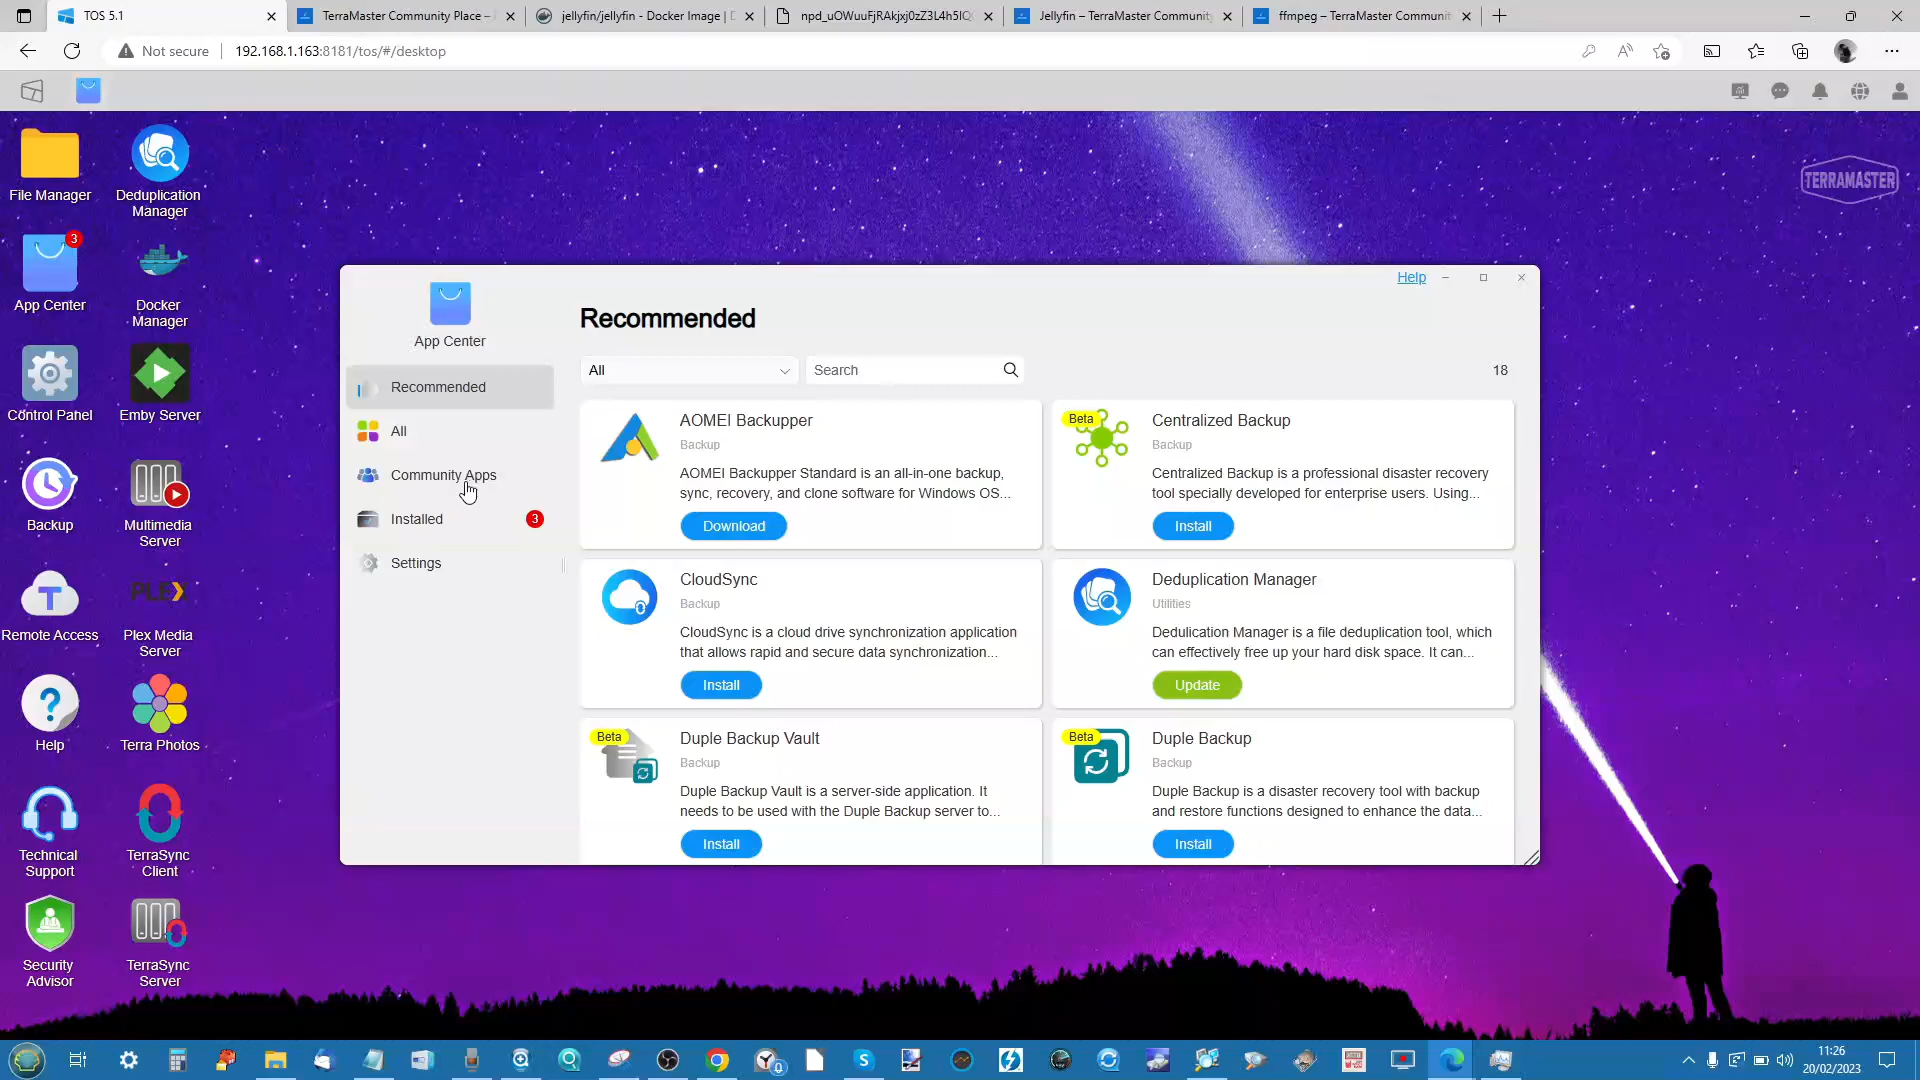 TOS 5.1
TerraMaster Community Place –
jellyfin/jellyfin - Docker Image | D
Jellyfin – TerraMaster Community
ffmpeg – TerraMaster Communit
Not secure
192.168.1.163:8181/tos/#/desktop
File Manager
Deduplication
Manager
TERRAMASTER
3
App Center
Docker
Manager
Control Panel
Emby Server
Backup
Multimedia
Server
T
Remote Access
PLEX
Plex Media
Server
?
Help
Terra Photos
Technical
Support
TerraSync
Client
Security
Advisor
TerraSync
Server
Help
App Center
Recommended
All
Community Apps
Installed
3
Settings
Recommended
All
Search
18
AOMEI Backupper
Backup
AOMEI Backupper Standard is an all-in-one backup,
sync, recovery, and clone software for Windows OS...
Download
Beta
Centralized Backup
Backup
Centralized Backup is a professional disaster recovery
tool specially developed for enterprise users. Using...
Install
CloudSync
Backup
CloudSync is a cloud drive synchronization application
that allows rapid and secure data synchronization...
Install
Deduplication Manager
Utilities
Dedulication Manager is a file deduplication tool, which
can effectively free up your hard disk space. It can...
Update
Beta
Duple Backup Vault
Backup
Duple Backup Vault is a server-side application. It
needs to be used with the Duple Backup server to...
Install
Beta
Duple Backup
Backup
Duple Backup is a disaster recovery tool with backup
and restore functions designed to enhance the data...
Install
11:26
20/02/2023